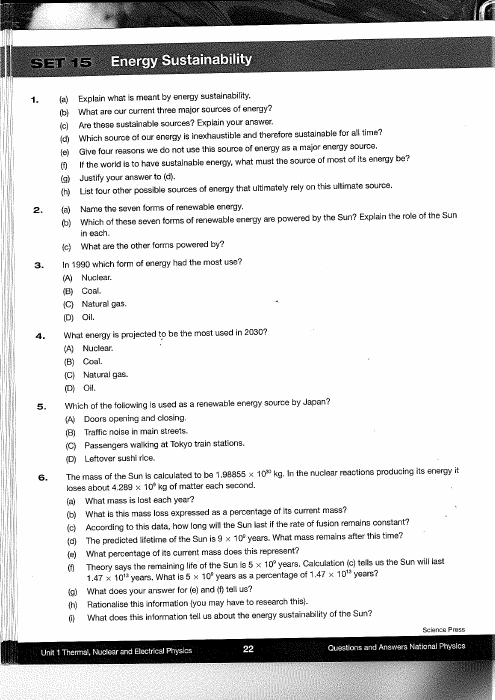 SET 15 Energy Sustainability
1. (a) Explain what is meant by energy sustainability.
(b) What are our current three major sources of energy?
(c) Are these sustainable sources? Explain your answer.
(d) Which source of our energy is inexhaustible and therefore sustainable for all time?
(e) Give four reasons we do not use this source of energy as a major energy source.
(f) If the world is to have sustainable energy, what must the source of most of its energy be?
(g) Justify your answer to (d).
(h) List four other possible sources of energy that ultimately rely on this ultimate source.
2. (a) Name the seven forms of renewable energy.
(b) Which of these seven forms of renewable energy are powered by the Sun? Explain the role of the Sun
in each.
(c) What are the other forms powered by?
3. In 1990 which form of energy had the most use?
(A) Nuclear.
(B) Coal.
(C) Natural gas.
(D) Oil.
4. What energy is projected to be the most used in 2030?
(A) Nuclear.
(B) Coal.
(C) Natural gas.
(D) Oil.
5. Which of the following is used as a renewable energy source by Japan?
(A) Doors opening and closing.
(B) Traffic noise in main streets.
(C) Passengers walking at Tokyo train stations.
(D) Leftover sushi rice.
6. The mass of the Sun is calculated to be 1.98855 × 10³⁰ kg. In the nuclear reactions producing its energy it
loses about 4.289 × 10⁹ kg of matter each second.
(a) What mass is lost each year?
(b) What is this mass loss expressed as a percentage of its current mass?
(c) According to this data, how long will the Sun last if the rate of fusion remains constant?
(d) The predicted lifetime of the Sun is 9 × 10⁹ years. What mass remains after this time?
(e) What percentage of its current mass does this represent?
(f) Theory says the remaining life of the Sun is 5 × 10⁹ years. Calculation (c) tells us the Sun will last
1.47 × 10¹³ years. What is 5 × 10⁹ years as a percentage of 1.47 × 10¹³ years?
(g) What does your answer for (e) and (f) tell us?
(h) Rationalise this information (you may have to research this).
(i) What does this information tell us about the energy sustainability of the Sun?
Science Press
Unit 1 Thermal, Nuclear and Electrical Physics 22 Questions and Answers National Physics